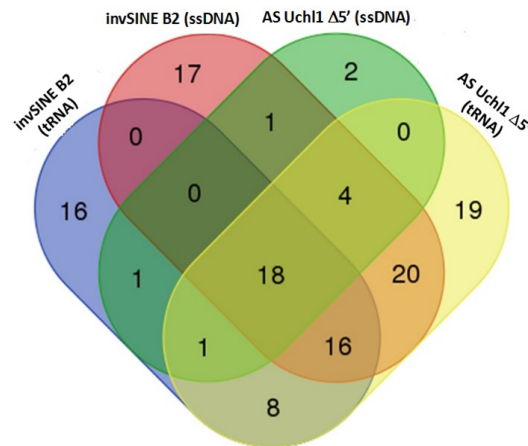 invSINE B2 (ssDNA)
AS Uchl1 Δ5' (ssDNA)
invSINE B2
(tRNA)
AS Uchl1 Δ5
(tRNA)
17
2
0
1
0
16
0
4
19
1
18
20
1
16
8